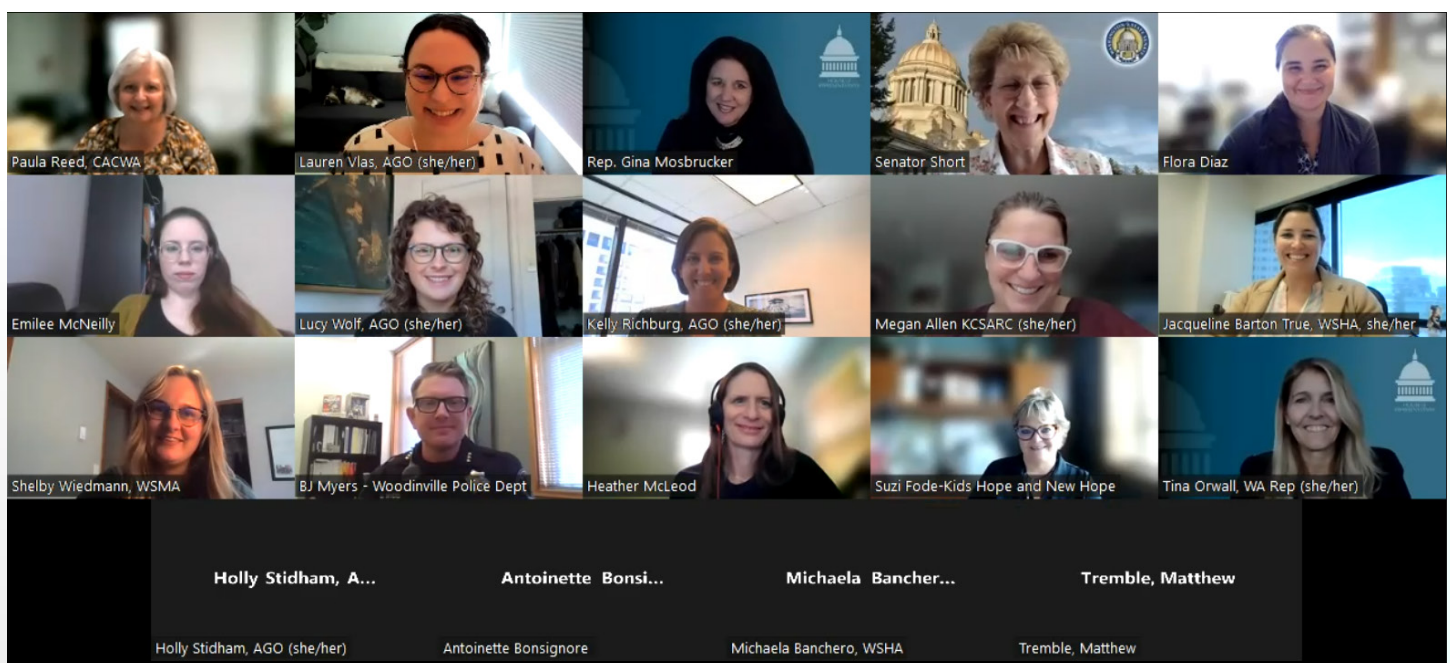 Paula Reed, CACWA
Lauren Vlas, AGO (she/her)
Rep. Gina Mosbrucker
Senator Short
Flora Diaz
Emilee McNeilly
Lucy Wolf, AGO (she/her)
Kelly Richburg, AGO (she/her)
Megan Allen KCSARC (she/her)
Jacqueline Barton True, WSHA, she/her
Shelby Wiedmann, WSMA
BJ Myers - Woodinville Police Dept
Heather McLeod
Suzi Fode-Kids Hope and New Hope
Tina Orwall, WA Rep (she/her)
Holly Stidham, A...
Antoinette Bonsi...
Michaela Bancher...
Tremble, Matthew
Holly Stidham, AGO (she/her)
Antoinette Bonsignore
Michaela Banchero, WSHA
Tremble, Matthew